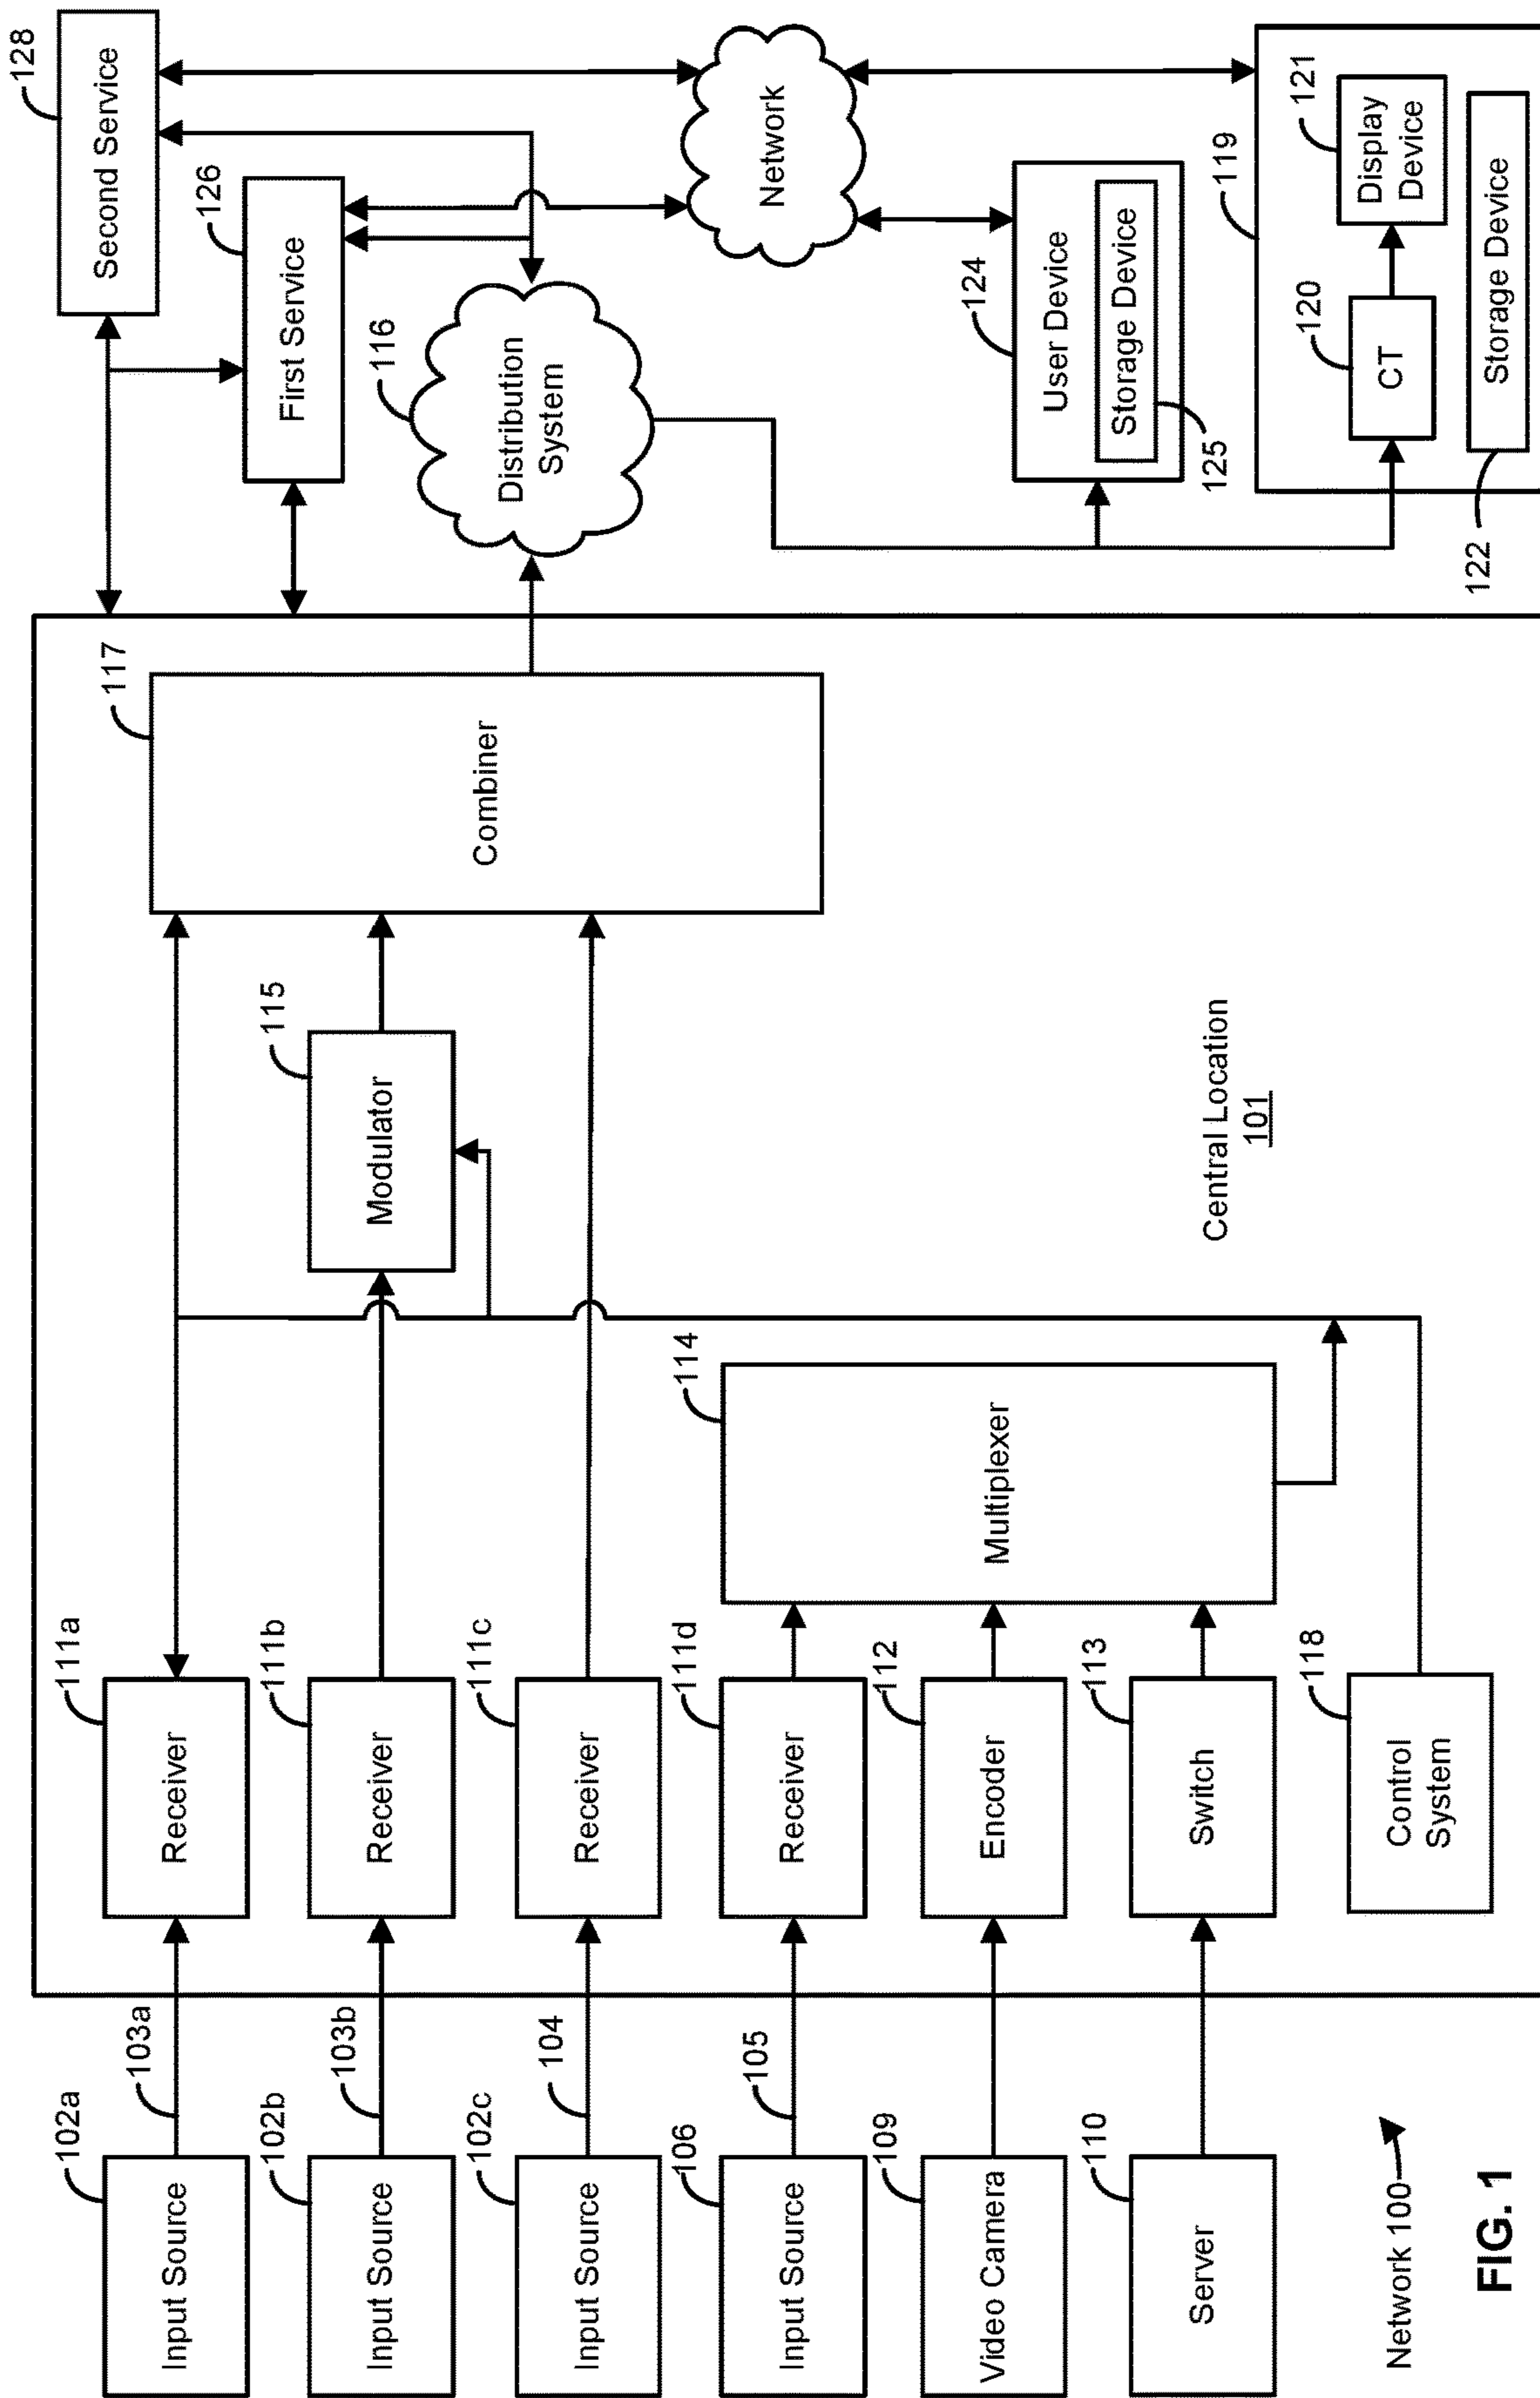 102a
Input Source
103a
111a
Receiver
102b
Input Source
103b
111b
Receiver
115
Modulator
102c
Input Source
104
111c
Receiver
106
Input Source
105
111d
Receiver
109
Video Camera
112
Encoder
110
Server
113
Switch
114
Multiplexer
118
Control
System
117
Combiner
Central Location
101
128
Second Service
126
First Service
116
Distribution
System
Network
124
User Device
Storage Device
125
119
120
CT
121
Display
Device
122
Storage Device
Network 100
FIG. 1